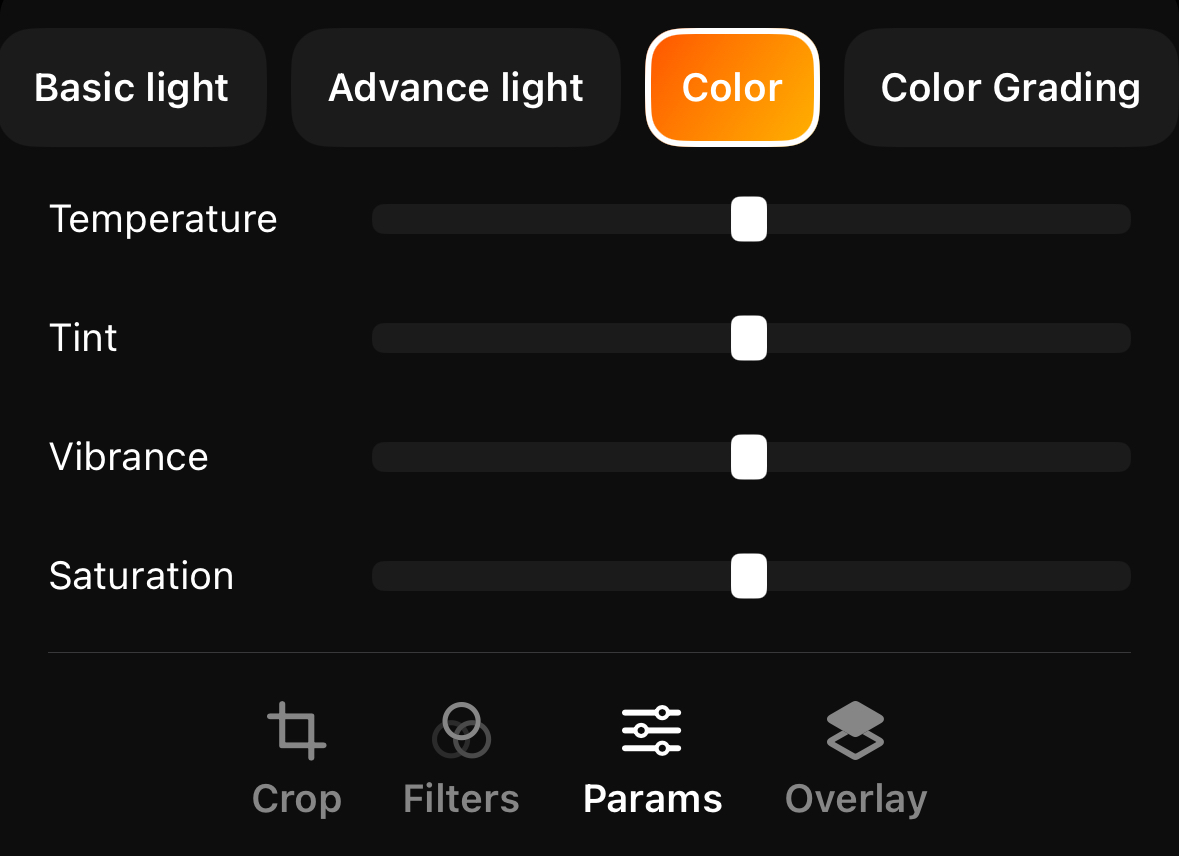 Basic light Advance light Color Color Grading
Temperature
Tint
Vibrance
Saturation
Crop Filters Params Overlay